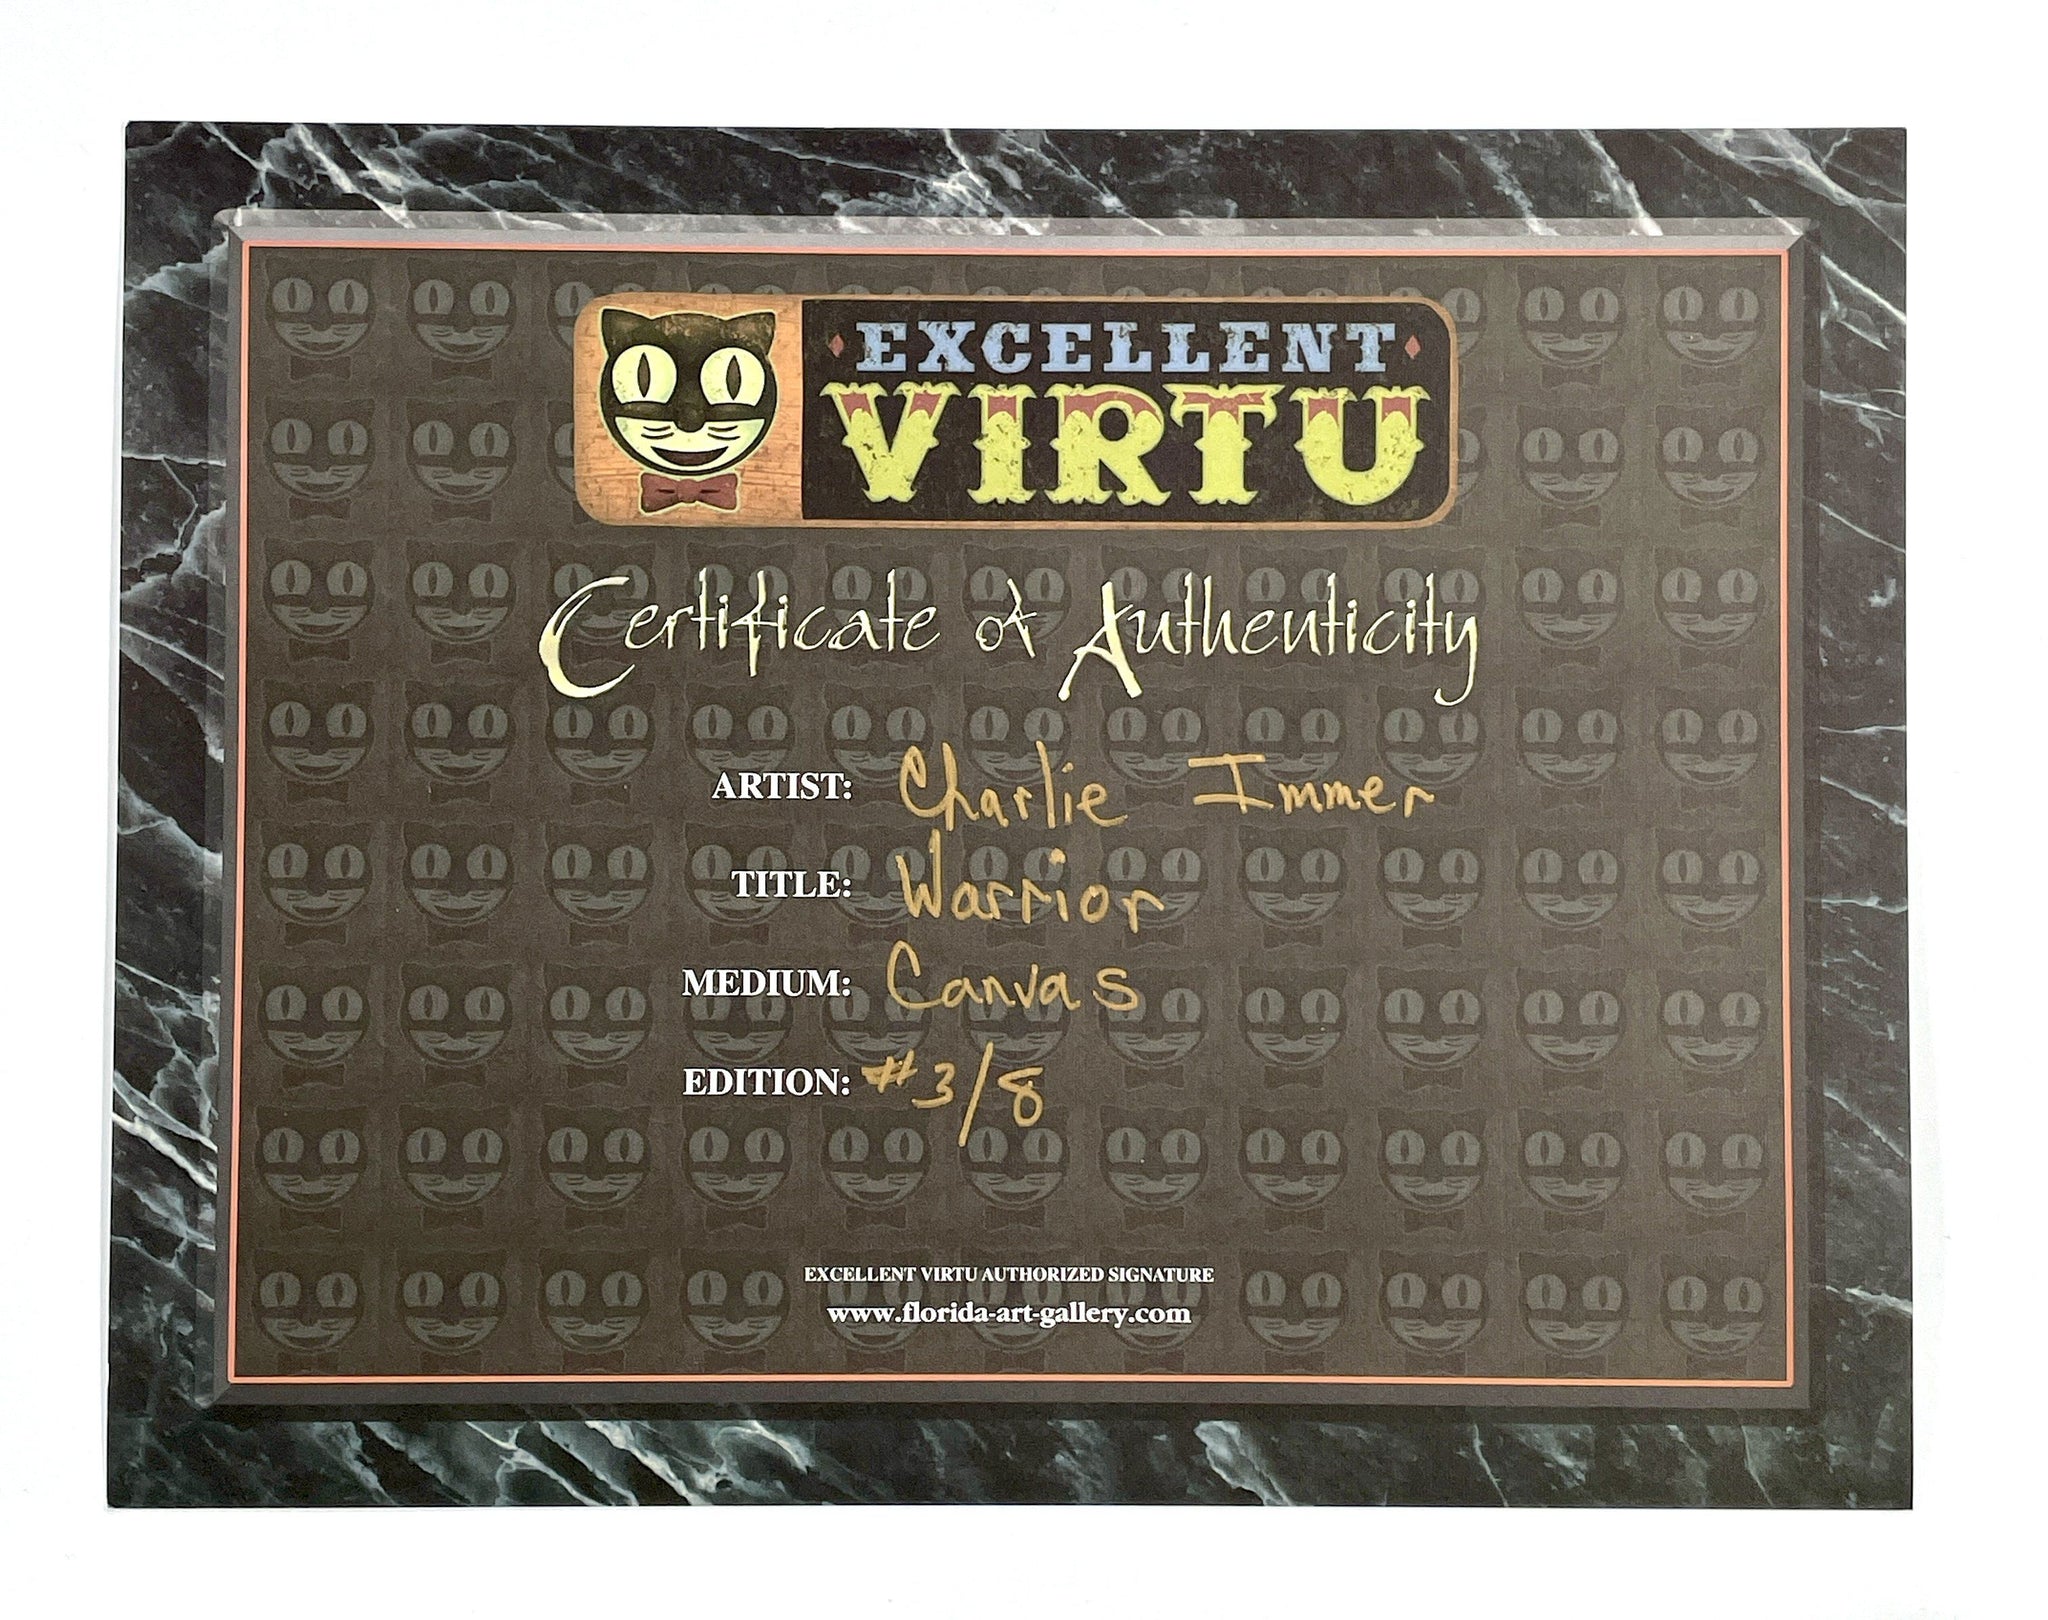 EXCELLENT
VIRTU
Certificate of Authenticity
ARTIST: Charlie Immer
TITLE: Warrior
MEDIUM: Canvas
EDITION: #3/8
EXCELLENT VIRTU AUTHORIZED SIGNATURE
www.florida-art-gallery.com